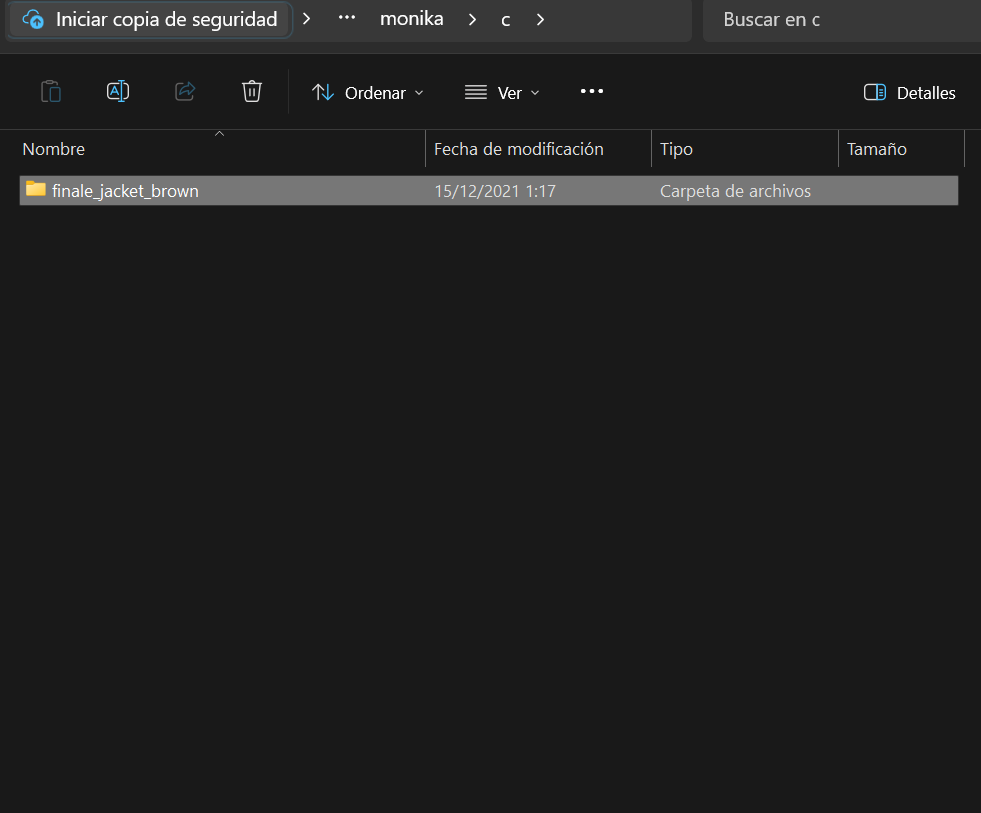 Iniciar copia de seguridad > ... monika > c > Buscar en c
Ordenar Ver ... Detalles
Nombre Fecha de modificación Tipo Tamaño
finale_jacket_brown 15/12/2021 1:17 Carpeta de archivos